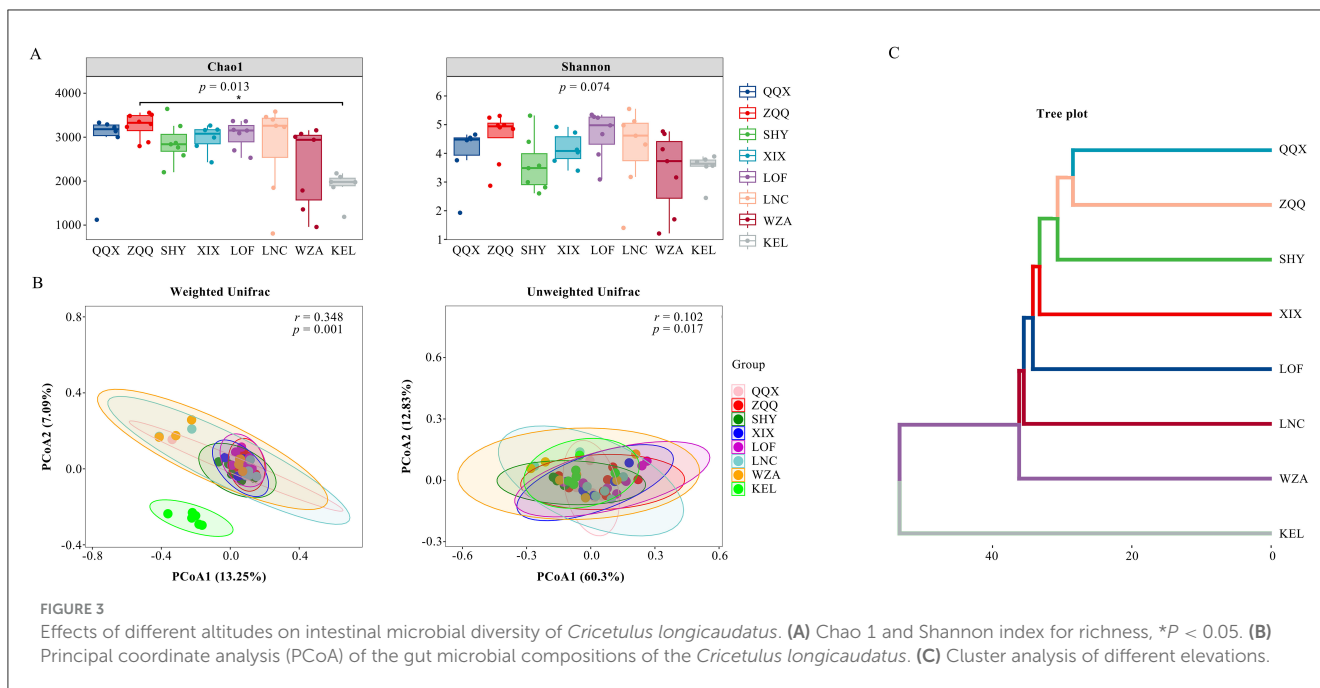 A
Chao1
p = 0.013
*
4000
3000
2000
1000
QQX ZQQ SHY XIX LOF LNC WZA KEL
Shannon
p = 0.074
6
5
4
3
2
1
QQX ZQQ SHY XIX LOF LNC WZA KEL
QQX
ZQQ
SHY
XIX
LOF
LNC
WZA
KEL
B
Weighted Unifrac
r = 0.348
p = 0.001
PCoA2 (7.09%)
0.8
0.4
0.0
-0.4
-0.8 -0.4 0.0 0.4
PCoA1 (13.25%)
Unweighted Unifrac
r = 0.102
p = 0.017
PCoA2 (12.83%)
0.6
0.3
0.0
-0.3
-0.6 -0.3 0.0 0.3 0.6
PCoA1 (60.3%)
Group
QQX
ZQQ
SHY
XIX
LOF
LNC
WZA
KEL
C
Tree plot
QQX
ZQQ
SHY
XIX
LOF
LNC
WZA
KEL
40 20 0
FIGURE 3
Effects of different altitudes on intestinal microbial diversity of Cricetulus longicaudatus. (A) Chao 1 and Shannon index for richness, *P < 0.05. (B)
Principal coordinate analysis (PCoA) of the gut microbial compositions of the Cricetulus longicaudatus. (C) Cluster analysis of different elevations.